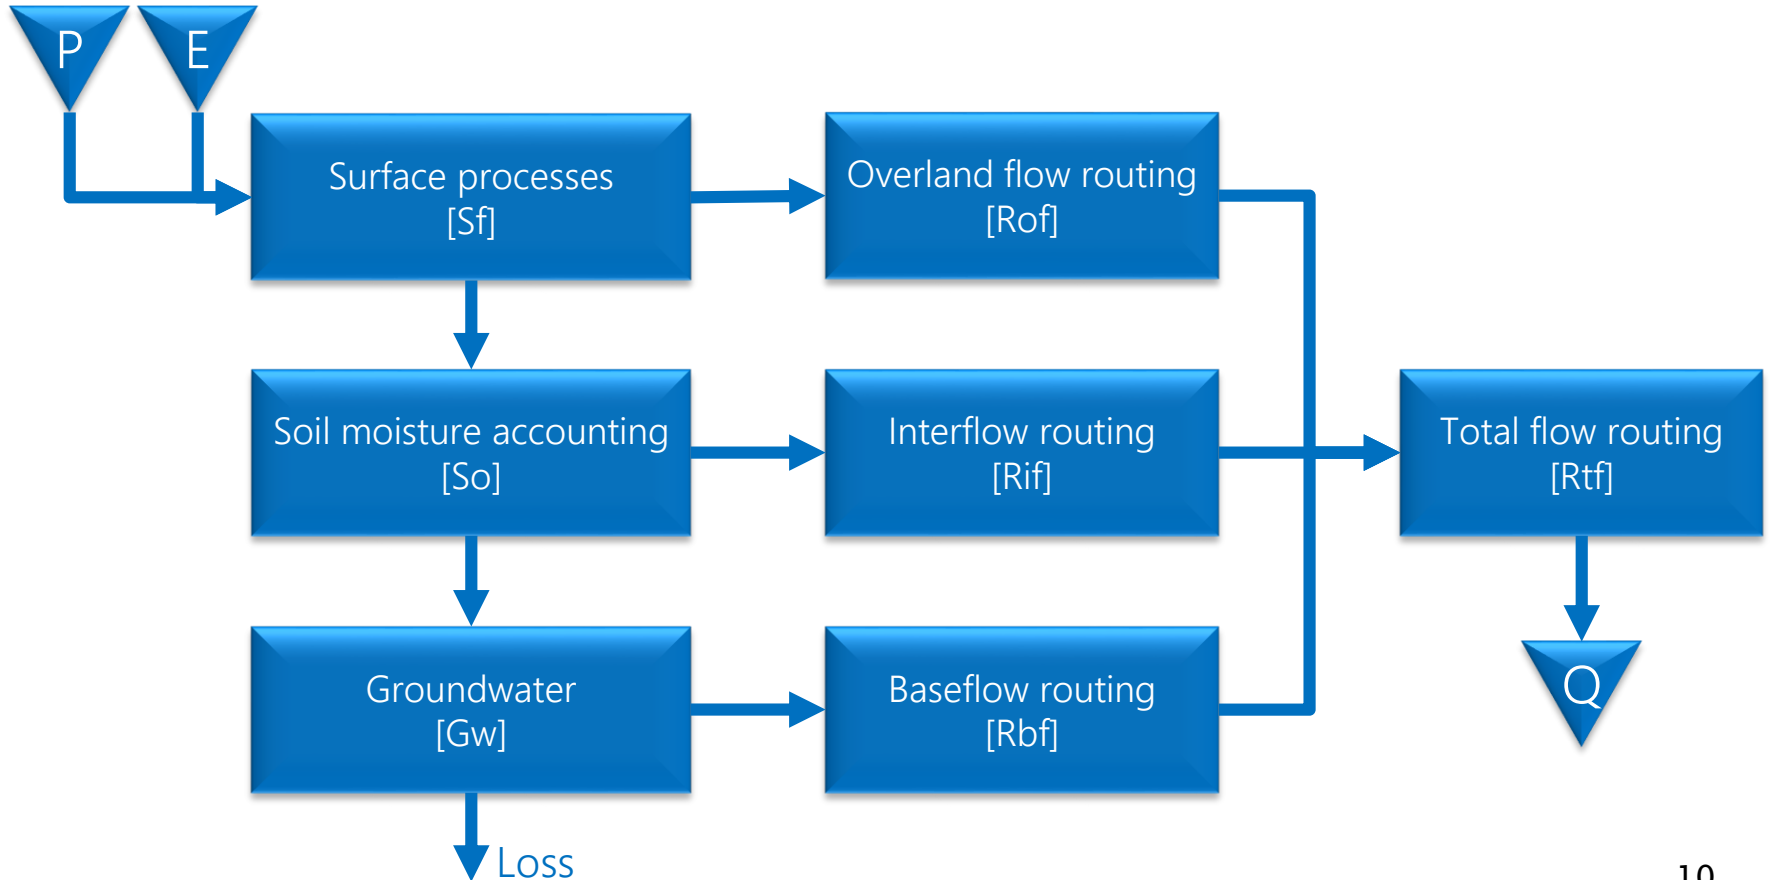 P
E
Surface processes
[Sf]
Overland flow routing
[Rof]
Soil moisture accounting
[So]
Interflow routing
[Rif]
Total flow routing
[Rtf]
Groundwater
[Gw]
Baseflow routing
[Rbf]
Q
Loss
10